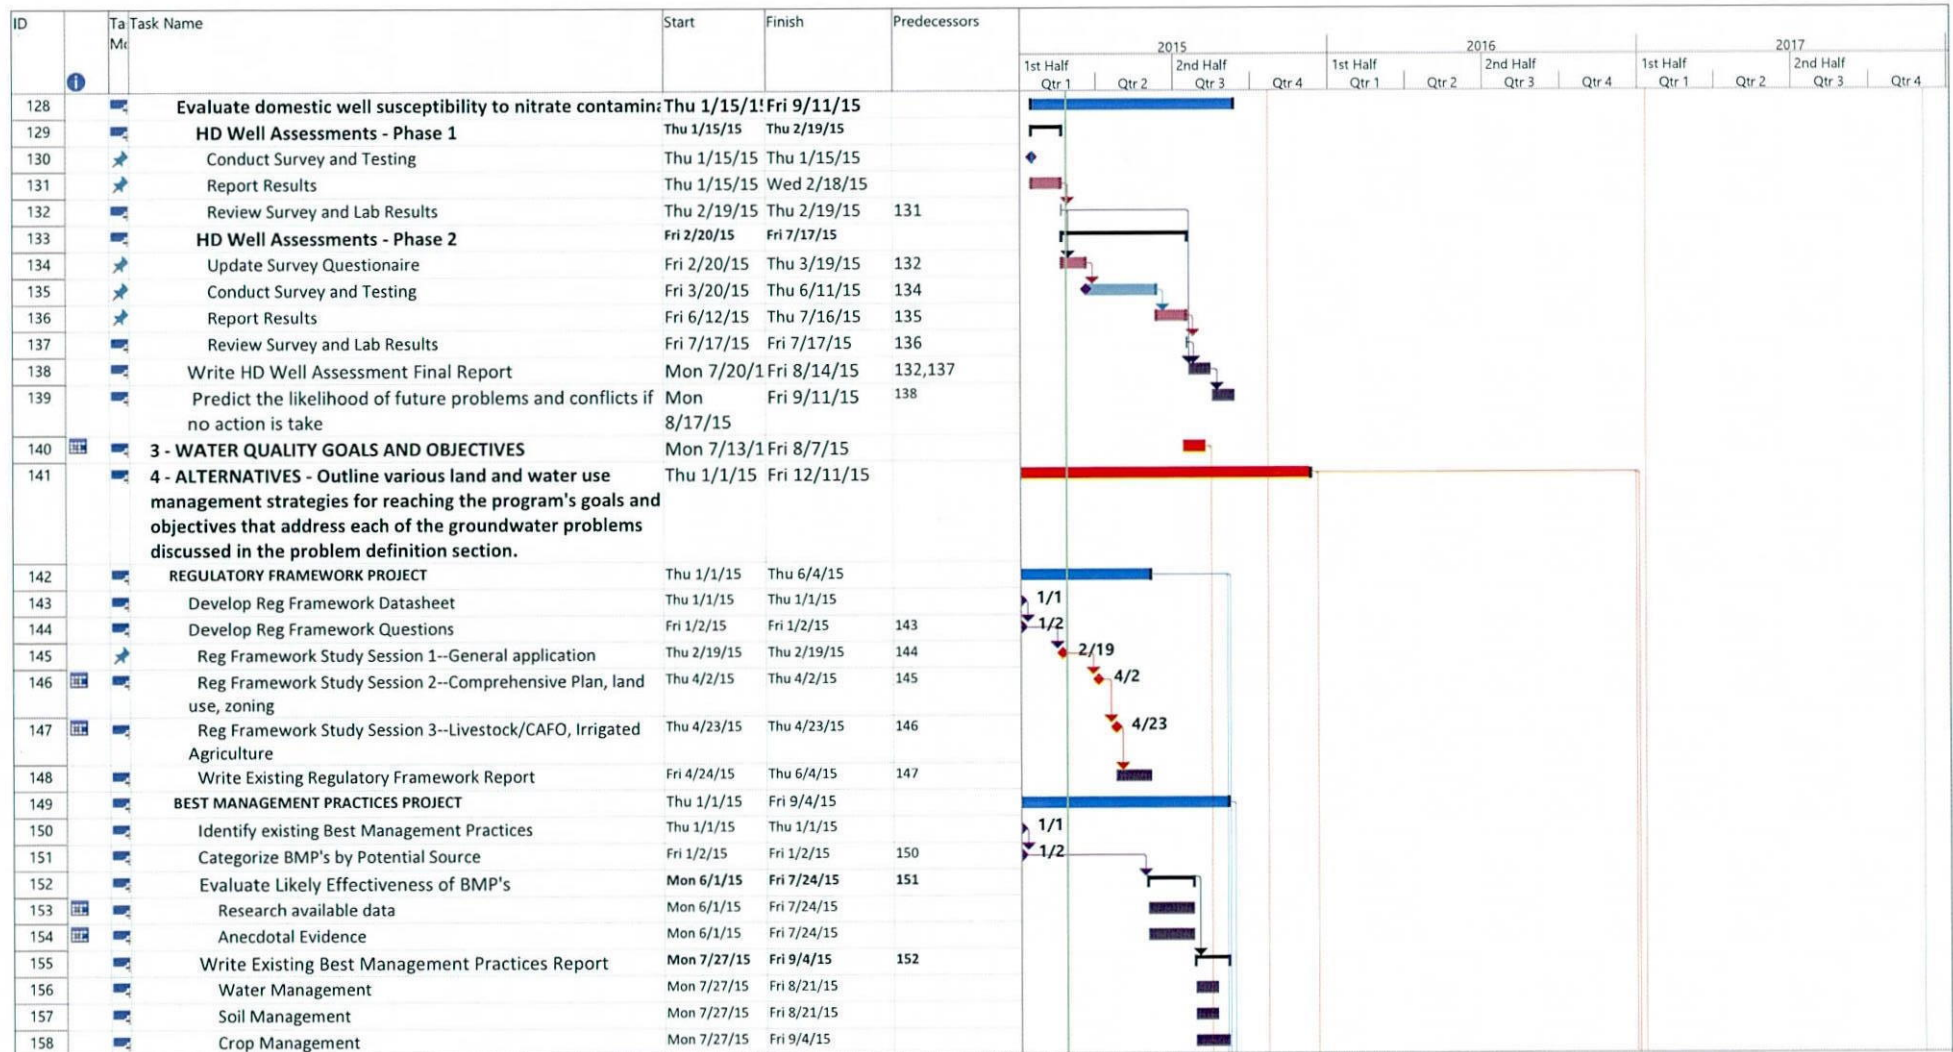 ID Ta Task Name Start Finish Predecessors
Mo
2015 2016 2017
1st Half 2nd Half 1st Half 2nd Half 1st Half 2nd Half
Qtr 1 Qtr 2 Qtr 3 Qtr 4 Qtr 1 Qtr 2 Qtr 3 Qtr 4 Qtr 1 Qtr 2 Qtr 3 Qtr 4
128 Evaluate domestic well susceptibility to nitrate contamina Thu 1/15/15 Fri 9/11/15
129 HD Well Assessments - Phase 1 Thu 1/15/15 Thu 2/19/15
130 Conduct Survey and Testing Thu 1/15/15 Thu 1/15/15
131 Report Results Thu 1/15/15 Wed 2/18/15
132 Review Survey and Lab Results Thu 2/19/15 Thu 2/19/15 131
133 HD Well Assessments - Phase 2 Fri 2/20/15 Fri 7/17/15
134 Update Survey Questionaire Fri 2/20/15 Thu 3/19/15 132
135 Conduct Survey and Testing Fri 3/20/15 Thu 6/11/15 134
136 Report Results Fri 6/12/15 Thu 7/16/15 135
137 Review Survey and Lab Results Fri 7/17/15 Fri 7/17/15 136
138 Write HD Well Assessment Final Report Mon 7/20/1 Fri 8/14/15 132,137
139 Predict the likelihood of future problems and conflicts if Mon Fri 9/11/15 138
no action is take 8/17/15
140 3 - WATER QUALITY GOALS AND OBJECTIVES Mon 7/13/1 Fri 8/7/15
141 4 - ALTERNATIVES - Outline various land and water use Thu 1/1/15 Fri 12/11/15
management strategies for reaching the program's goals and
objectives that address each of the groundwater problems
discussed in the problem definition section.
142 REGULATORY FRAMEWORK PROJECT Thu 1/1/15 Thu 6/4/15
143 Develop Reg Framework Datasheet Thu 1/1/15 Thu 1/1/15 1/1
144 Develop Reg Framework Questions Fri 1/2/15 Fri 1/2/15 143 1/2
145 Reg Framework Study Session 1--General application Thu 2/19/15 Thu 2/19/15 144 2/19
146 Reg Framework Study Session 2--Comprehensive Plan, land Thu 4/2/15 Thu 4/2/15 145 4/2
use, zoning
147 Reg Framework Study Session 3--Livestock/CAFO, Irrigated Thu 4/23/15 Thu 4/23/15 146 4/23
Agriculture
148 Write Existing Regulatory Framework Report Fri 4/24/15 Thu 6/4/15 147
149 BEST MANAGEMENT PRACTICES PROJECT Thu 1/1/15 Fri 9/4/15
150 Identify existing Best Management Practices Thu 1/1/15 Thu 1/1/15 1/1
151 Categorize BMP's by Potential Source Fri 1/2/15 Fri 1/2/15 150 1/2
152 Evaluate Likely Effectiveness of BMP's Mon 6/1/15 Fri 7/24/15 151
153 Research available data Mon 6/1/15 Fri 7/24/15
154 Anecdotal Evidence Mon 6/1/15 Fri 7/24/15
155 Write Existing Best Management Practices Report Mon 7/27/15 Fri 9/4/15 152
156 Water Management Mon 7/27/15 Fri 8/21/15
157 Soil Management Mon 7/27/15 Fri 8/21/15
158 Crop Management Mon 7/27/15 Fri 9/4/15